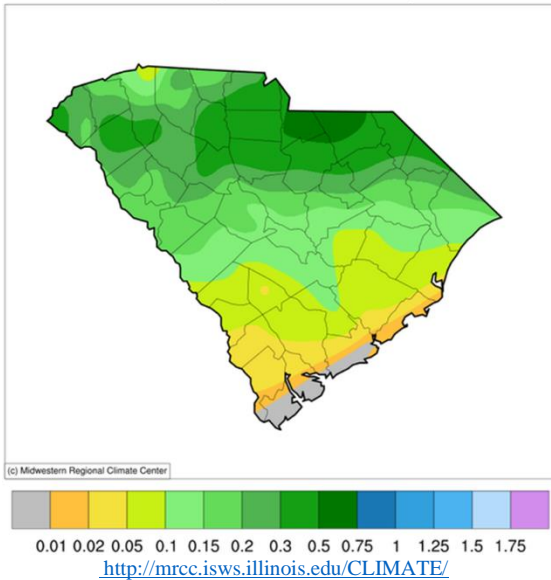 (c) Midwestern Regional Climate Center
0.01 0.02 0.05 0.1 0.15 0.2 0.3 0.5 0.75 1 1.25 1.5 1.75
http://mrcc.isws.illinois.edu/CLIMATE/